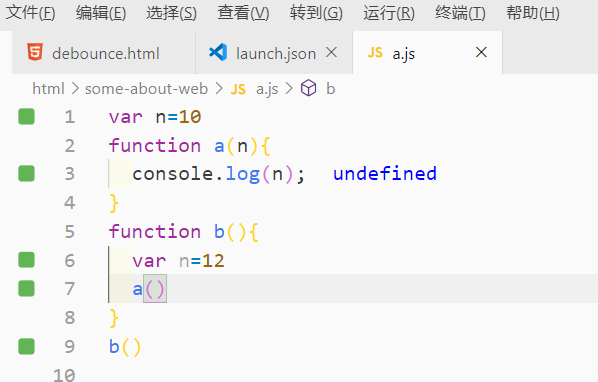 文件(F) 编辑(E) 选择(S) 查看(V) 转到(G) 运行(R) 终端(T) 帮助(H)
debounce.html launch.json × JS a.js ×
html > some-about-web > JS a.js > b
1 var n=10
2 function a(n){
3 console.log(n); undefined
4 }
5 function b(){
6 var n=12
7 a()
8 }
9 b()
10